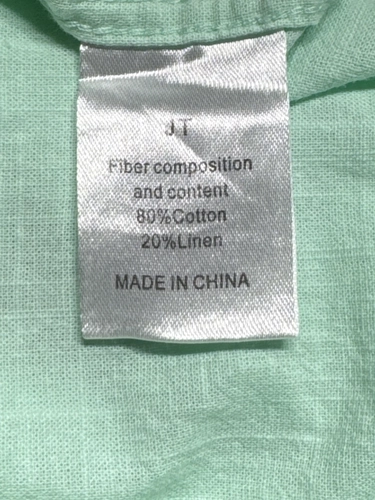 JT
Fiber composition
and content
80%Cotton
20%Linen
MADE IN CHINA